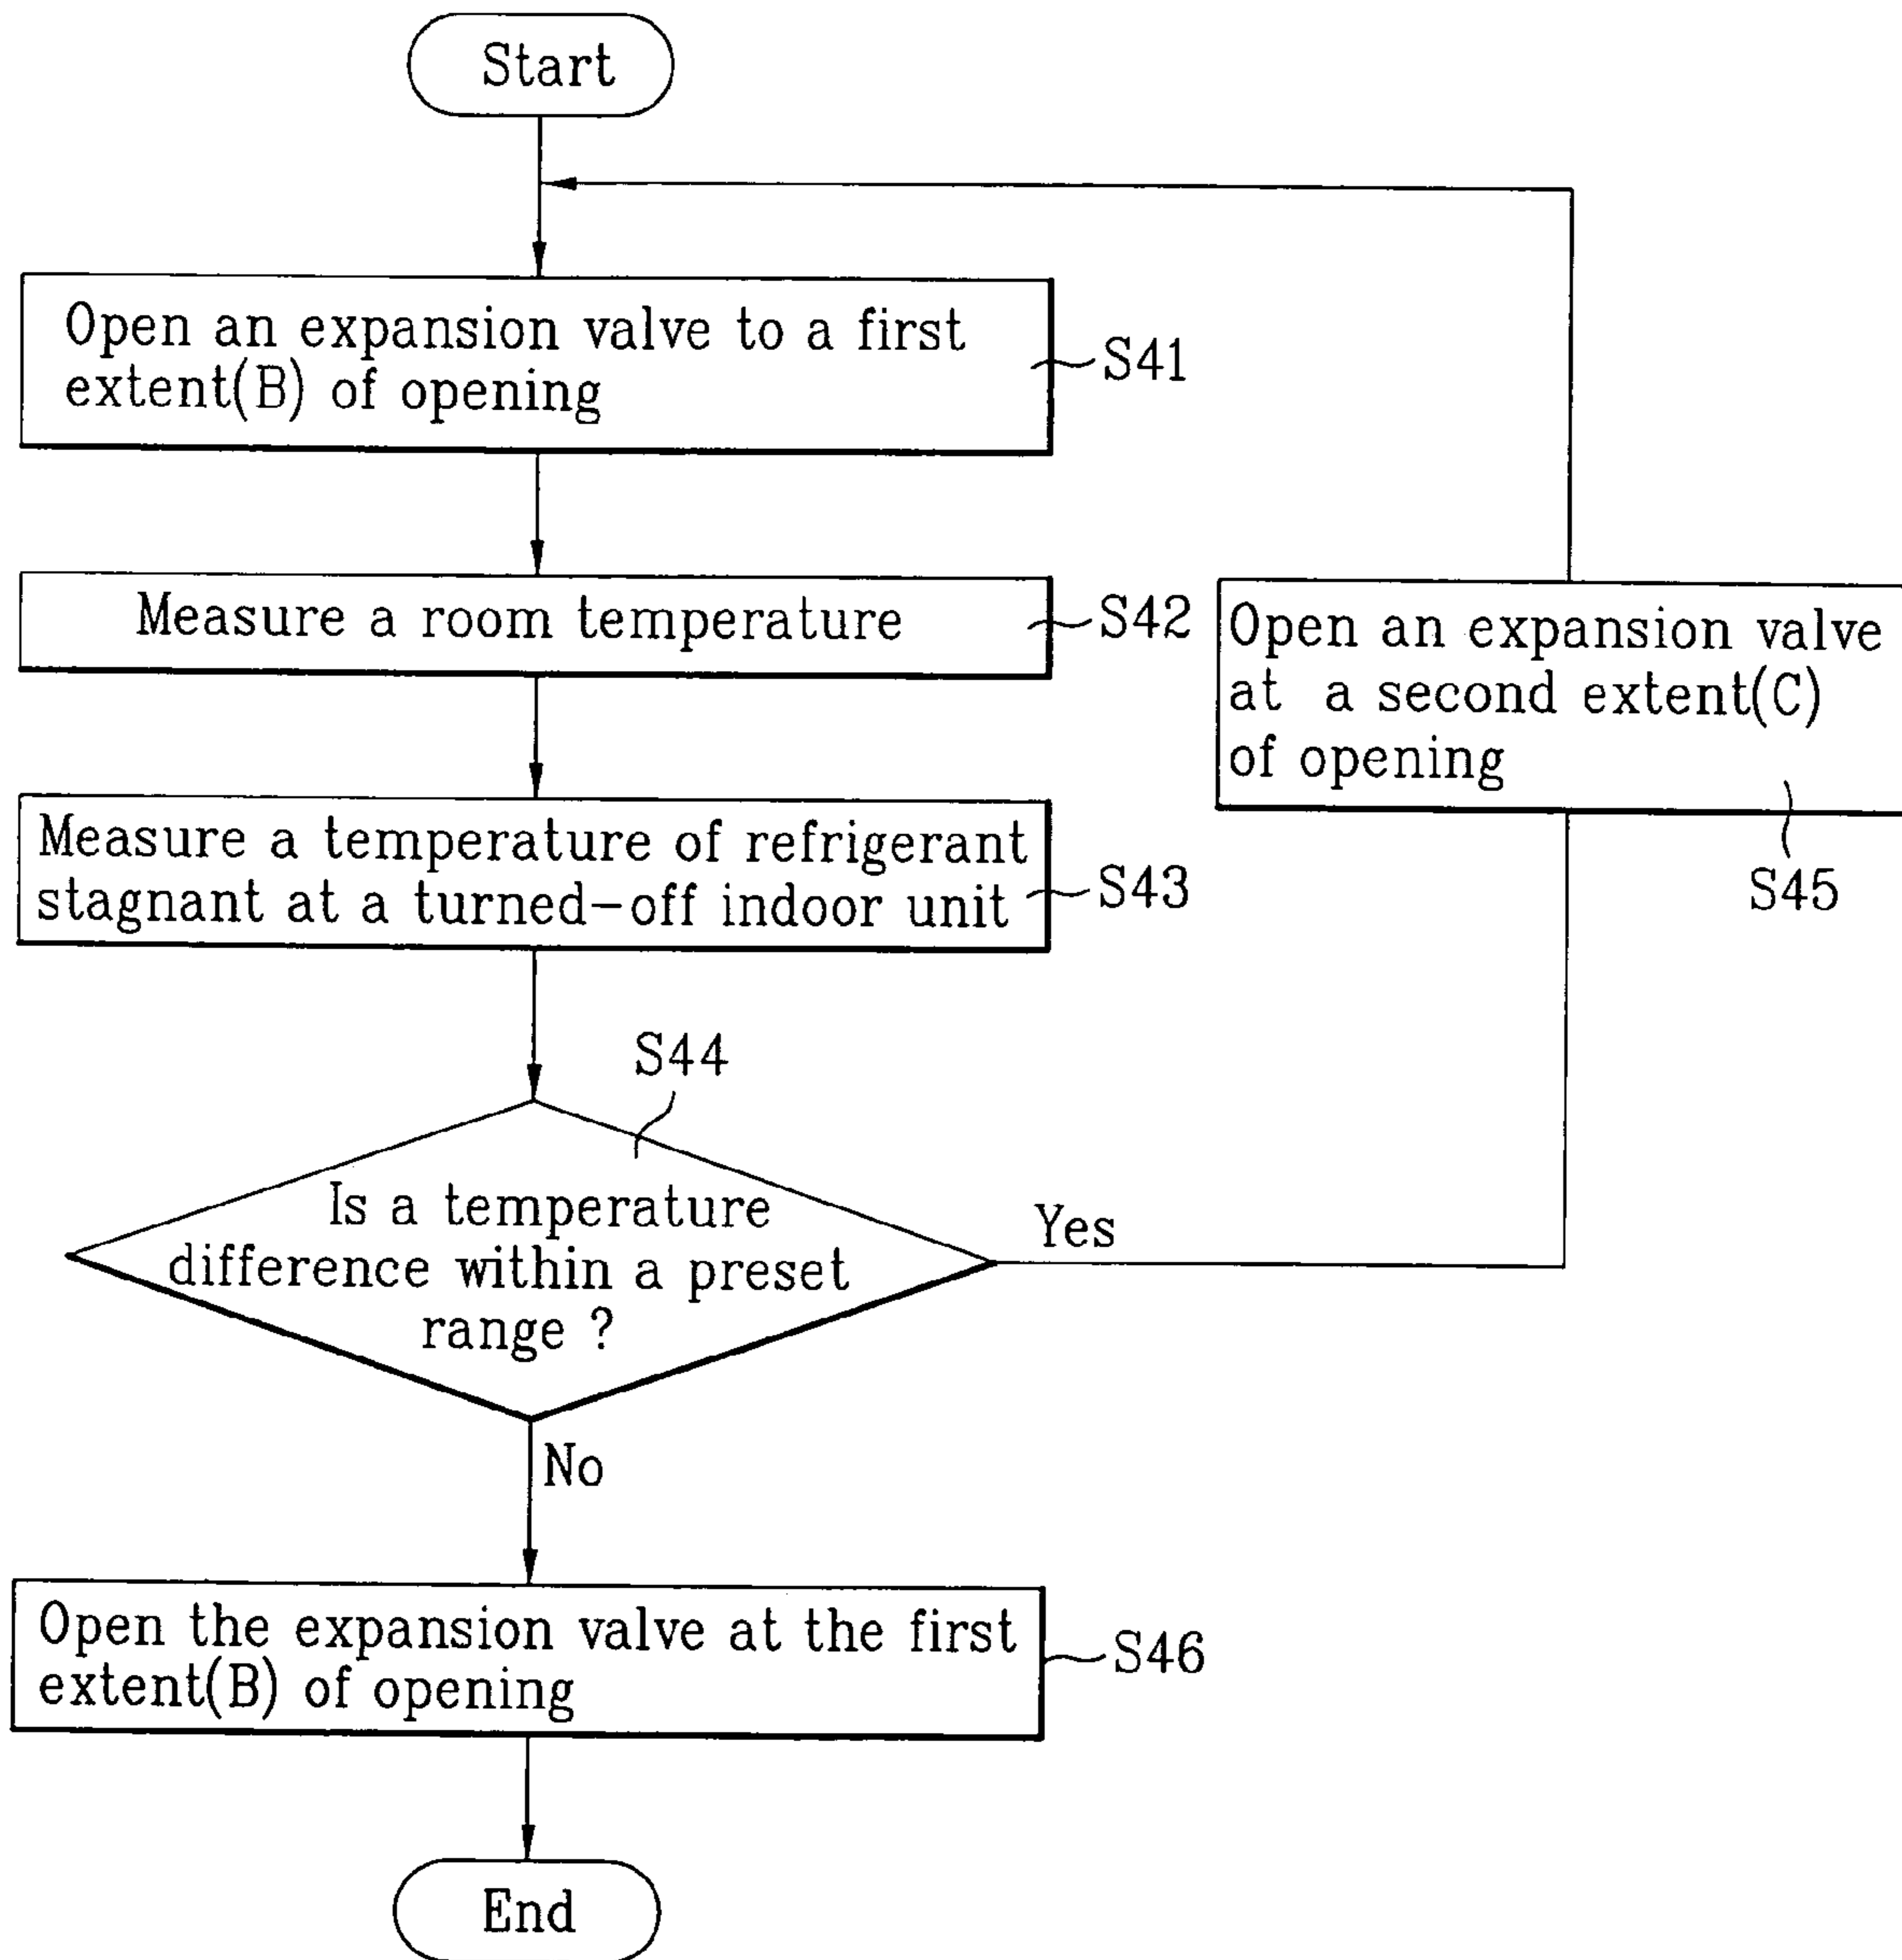 Start
Open an expansion valve to a first
extent(B) of opening
S41
Measure a room temperature
S42
Open an expansion valve
at a second extent(C)
of opening
S45
Measure a temperature of refrigerant
stagnant at a turned-off indoor unit
S43
S44
Is a temperature
difference within a preset
range ?
Yes
No
Open the expansion valve at the first
extent(B) of opening
S46
End